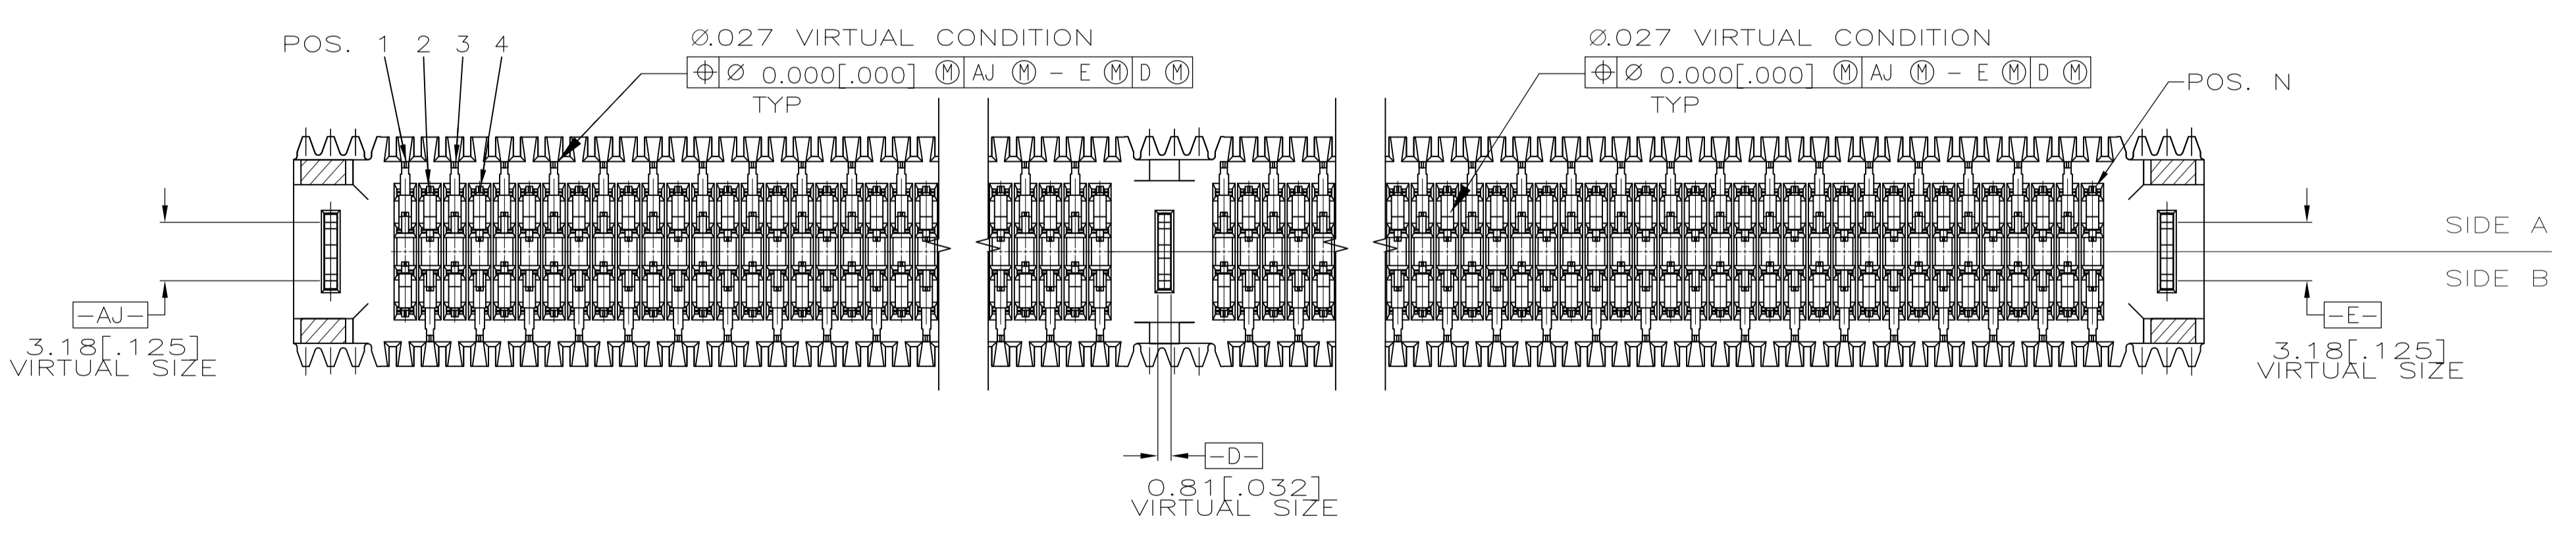 POS. 1 2 3 4
Ø.027 VIRTUAL CONDITION
⌖ Ø 0.000[.000] Ⓜ AJ Ⓜ - E Ⓜ D Ⓜ
TYP
Ø.027 VIRTUAL CONDITION
⌖ Ø 0.000[.000] Ⓜ AJ Ⓜ - E Ⓜ D Ⓜ
TYP
POS. N
SIDE A
SIDE B
-AJ-
3.18[.125]
VIRTUAL SIZE
-E-
3.18[.125]
VIRTUAL SIZE
-D-
0.81[.032]
VIRTUAL SIZE